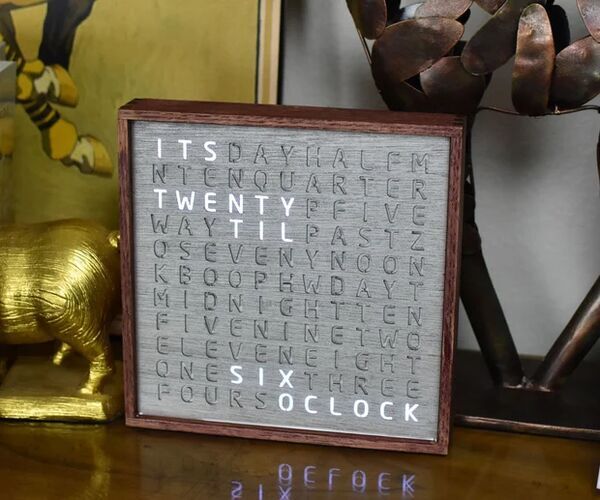 ITSDAYHALFM
NTENQUARTER
TWENTYPFIVE
WAYTILPASTZ
OSEVENYNOON
KBOOPHWDAYT
MIDNIGHTTEN
FIVENINETWO
ELEVENEIGHT
ONESIXTHREE
FOURSOCLOCK